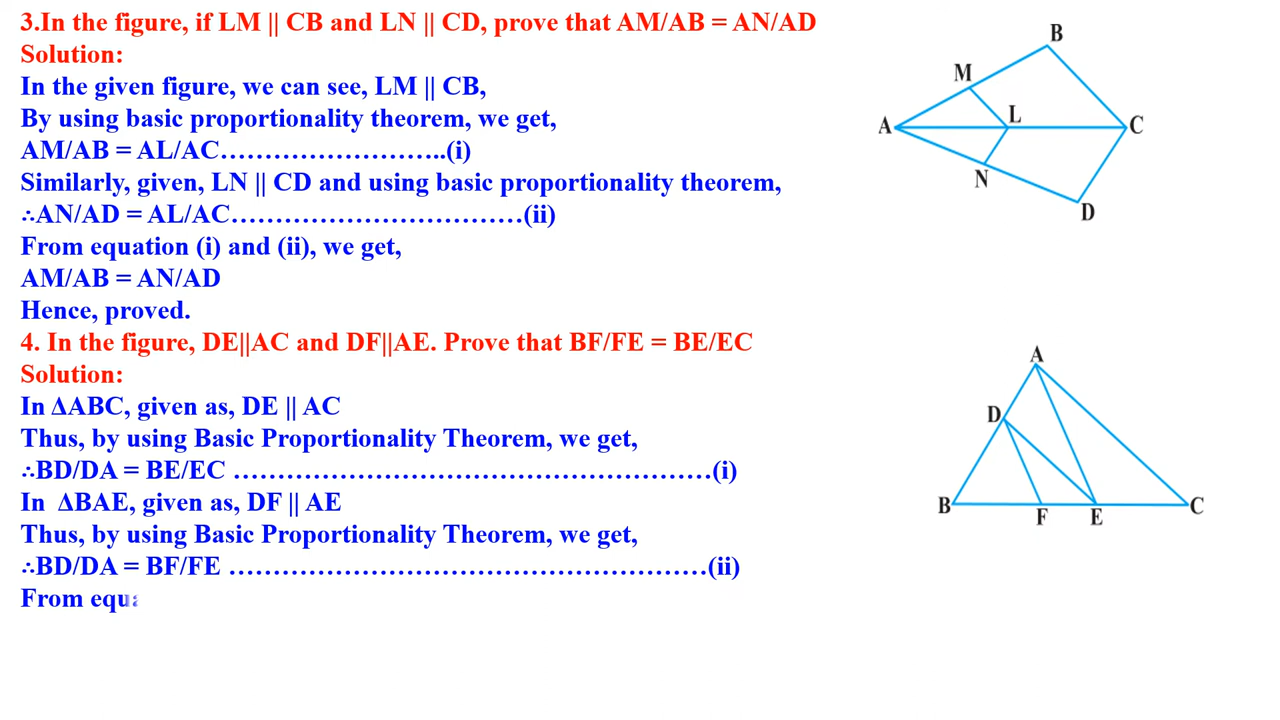 3.In the figure, if LM || CB and LN || CD, prove that AM/AB = AN/AD
Solution:
In the given figure, we can see, LM || CB,
By using basic proportionality theorem, we get,
AM/AB = AL/AC……………………..(i)
Similarly, given, LN || CD and using basic proportionality theorem,
∴AN/AD = AL/AC……………………………(ii)
From equation (i) and (ii), we get,
AM/AB = AN/AD
Hence, proved.
B
M
A
L
C
N
D
4. In the figure, DE||AC and DF||AE. Prove that BF/FE = BE/EC
Solution:
In ΔABC, given as, DE || AC
Thus, by using Basic Proportionality Theorem, we get,
∴BD/DA = BE/EC ………………………………………………(i)
In ΔBAE, given as, DF || AE
Thus, by using Basic Proportionality Theorem, we get,
∴BD/DA = BF/FE ………………………………………………(ii)
From equa
A
D
B
F
E
C